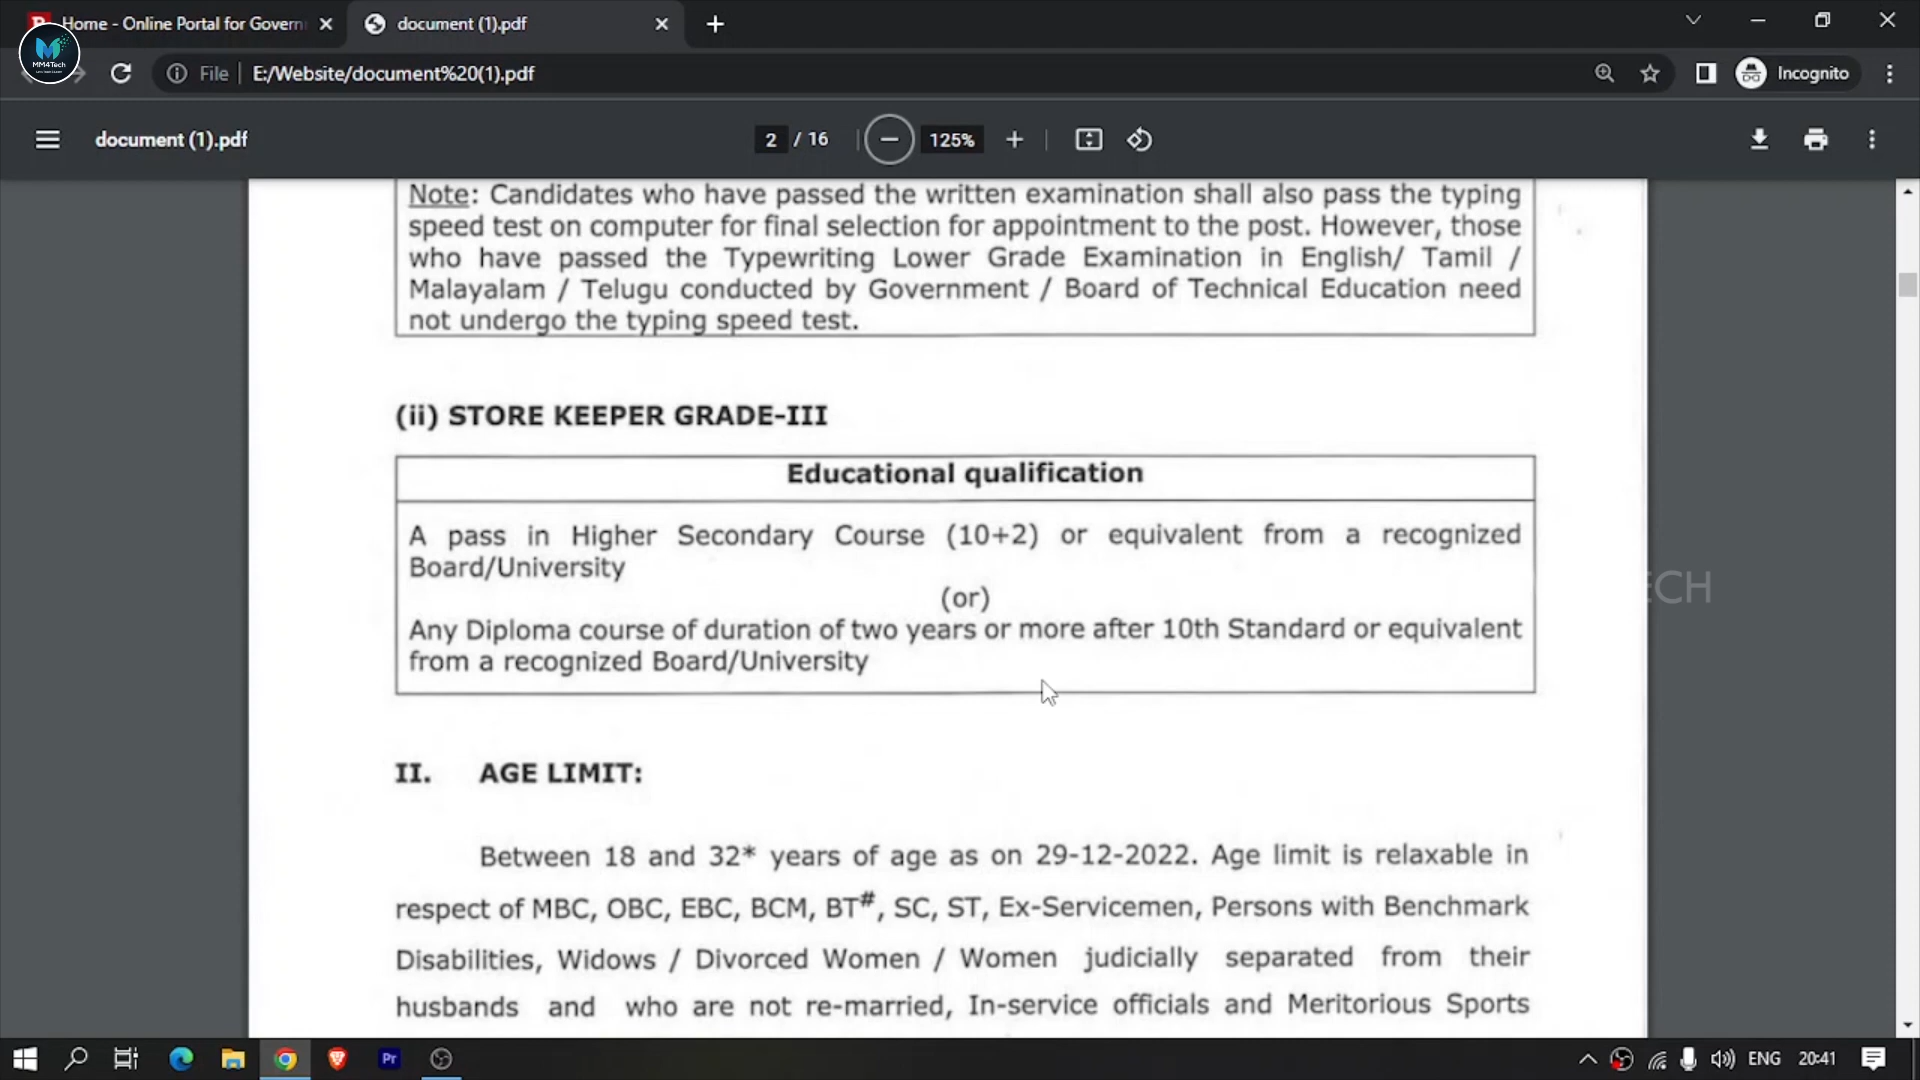 Home - Online Portal for Govern
document (1).pdf
MM4Tech
File
E:/Website/document%20(1).pdf
Incognito
document (1).pdf
2 / 16
125%
Note: Candidates who have passed the written examination shall also pass the typing
speed test on computer for final selection for appointment to the post. However, those
who have passed the Typewriting Lower Grade Examination in English/ Tamil /
Malayalam / Telugu conducted by Government / Board of Technical Education need
not undergo the typing speed test.
(ii) STORE KEEPER GRADE-III
Educational qualification
A pass in Higher Secondary Course (10+2) or equivalent from a recognized
Board/University
(or)
Any Diploma course of duration of two years or more after 10th Standard or equivalent
from a recognized Board/University
ECH
II. AGE LIMIT:
Between 18 and 32* years of age as on 29-12-2022. Age limit is relaxable in
respect of MBC, OBC, EBC, BCM, BT#, SC, ST, Ex-Servicemen, Persons with Benchmark
Disabilities, Widows / Divorced Women / Women judicially separated from their
husbands and who are not re-married, In-service officials and Meritorious Sports
Pr
ENG
20:41